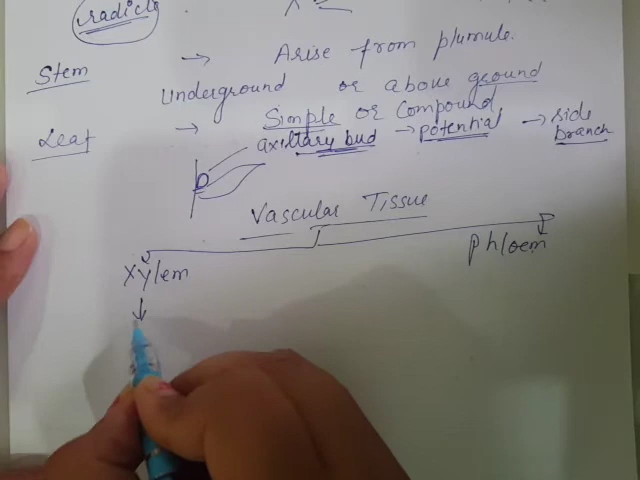 radicle
Stem → Arise from plumule.
Underground or above ground
Leaf → Simple or Compound,
axillary bud → potential → side branch
Vascular Tissue
Xylem
phloem